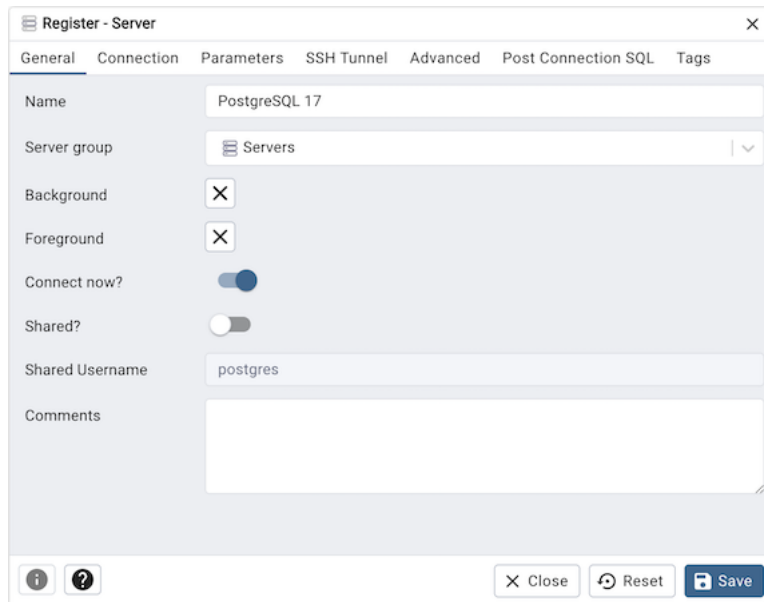 Register - Server
General Connection Parameters SSH Tunnel Advanced Post Connection SQL Tags
Name PostgreSQL 17
Server group Servers
Background
Foreground
Connect now?
Shared?
Shared Username postgres
Comments
Close Reset Save